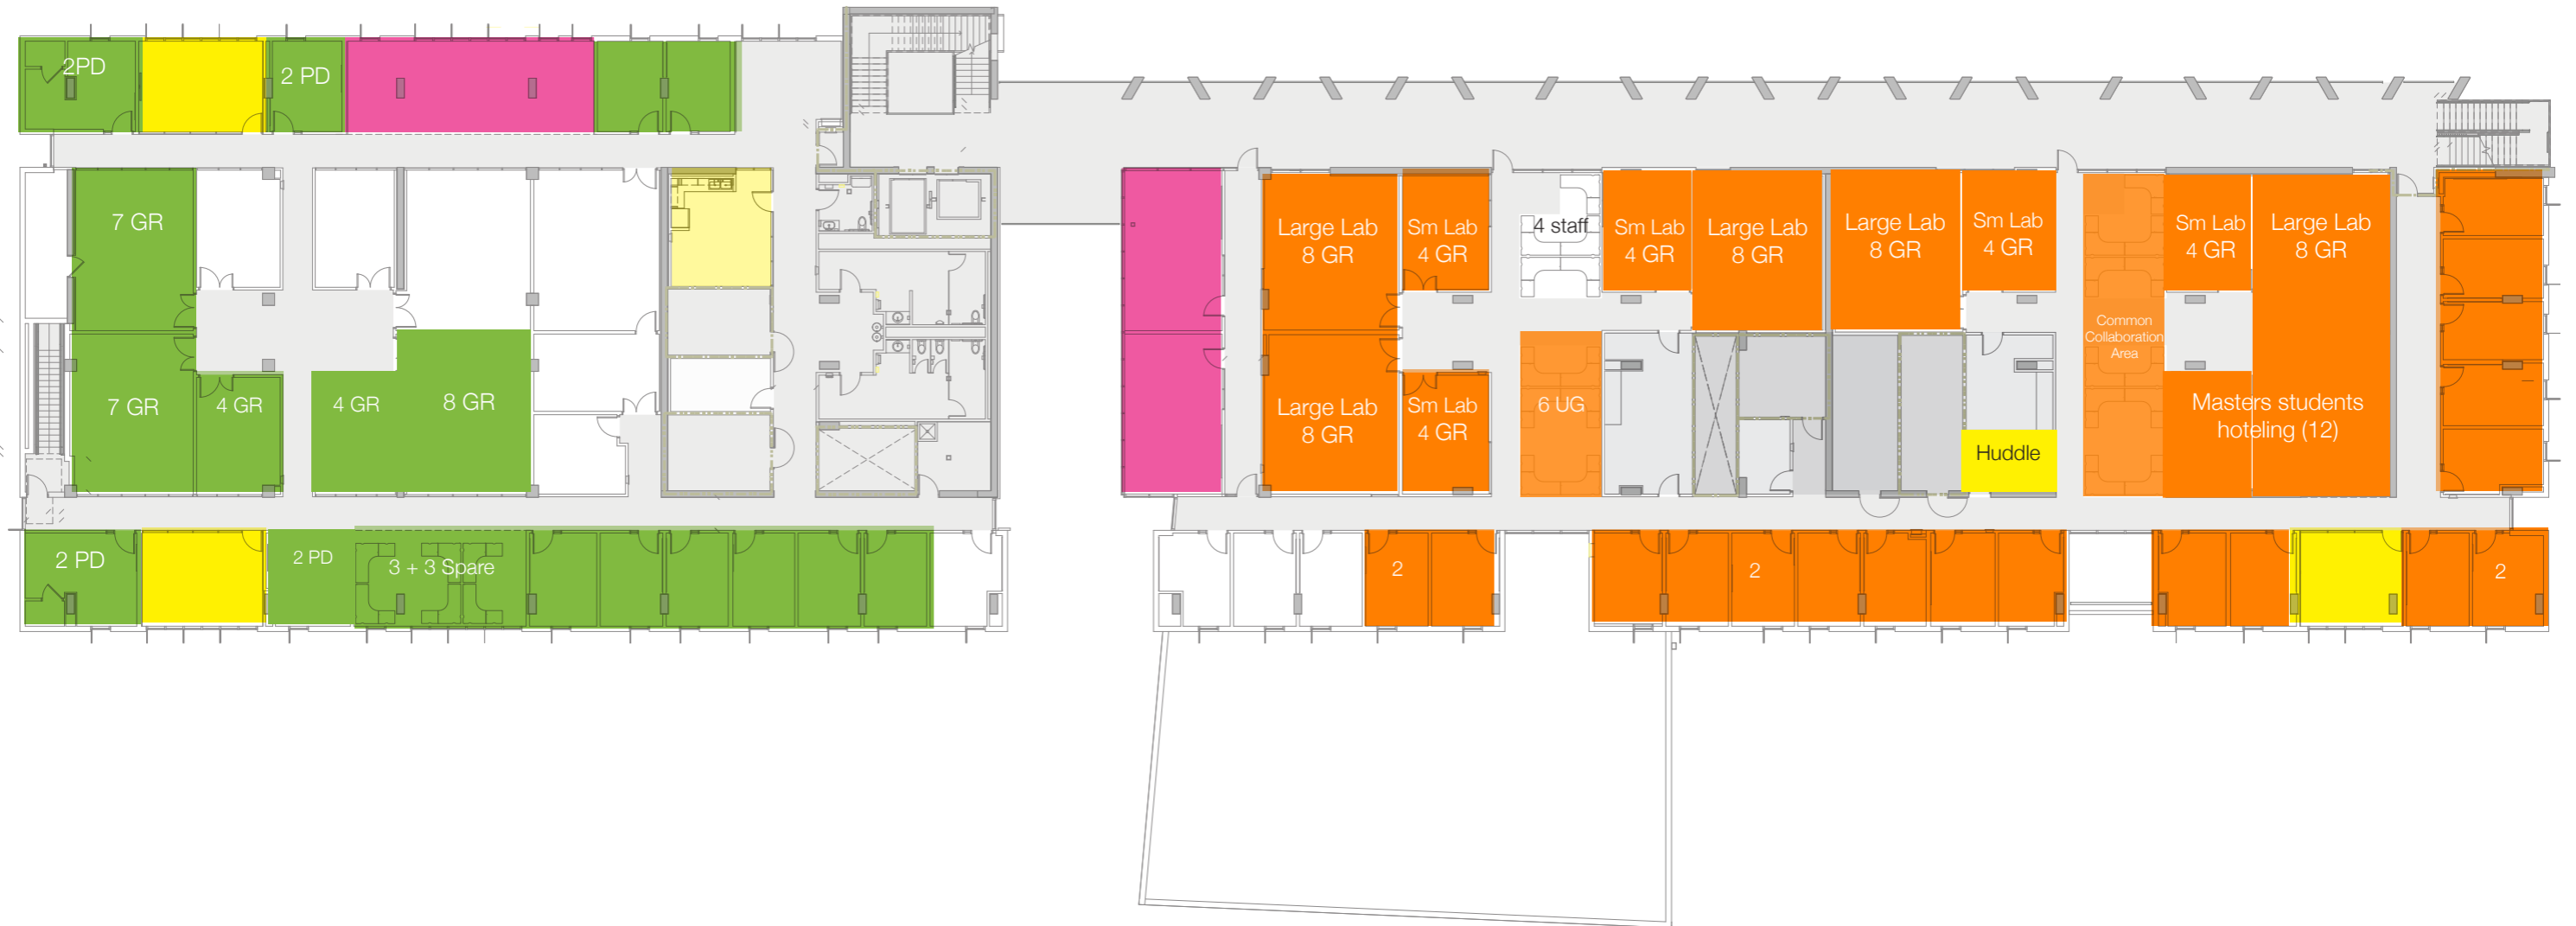 2PD
2 PD
7 GR
7 GR
4 GR
4 GR
8 GR
2 PD
2 PD
3 + 3 Spare
Large Lab
8 GR
Sm Lab
4 GR
4 staff
Sm Lab
4 GR
Large Lab
8 GR
Large Lab
8 GR
Sm Lab
4 GR
Sm Lab
4 GR
Large Lab
8 GR
Common
Collaboration
Area
Large Lab
8 GR
Sm Lab
4 GR
6 UG
Huddle
Masters students
hoteling (12)
2
2
2